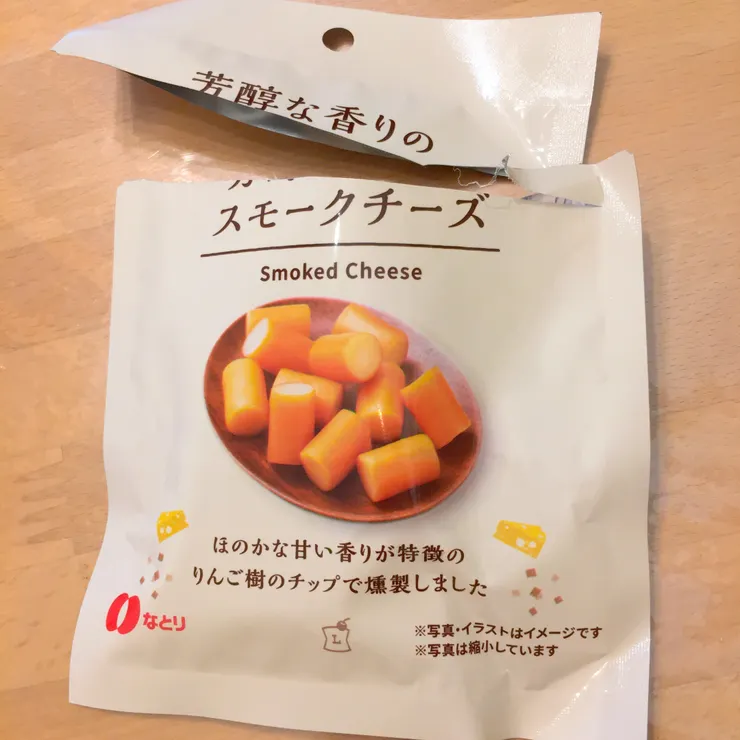 芳醇な香りの
スモークチーズ
Smoked Cheese
ほのかな甘い香りが特徴の
りんご樹のチップで燻製しました
なとり
L
※写真・イラストはイメージです
※写真は縮小しています